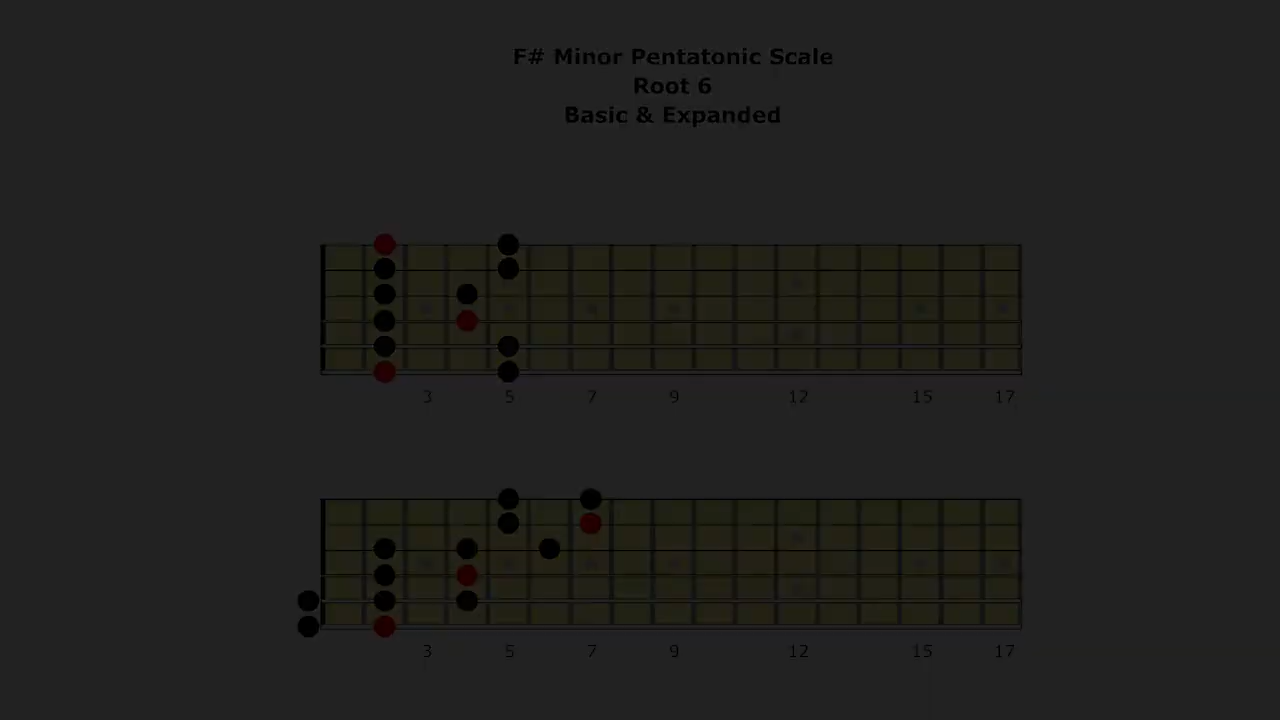 F# Minor Pentatonic Scale
Root 6
Basic & Expanded
3 5 7 9 12 15 17
3 5 7 9 12 15 17